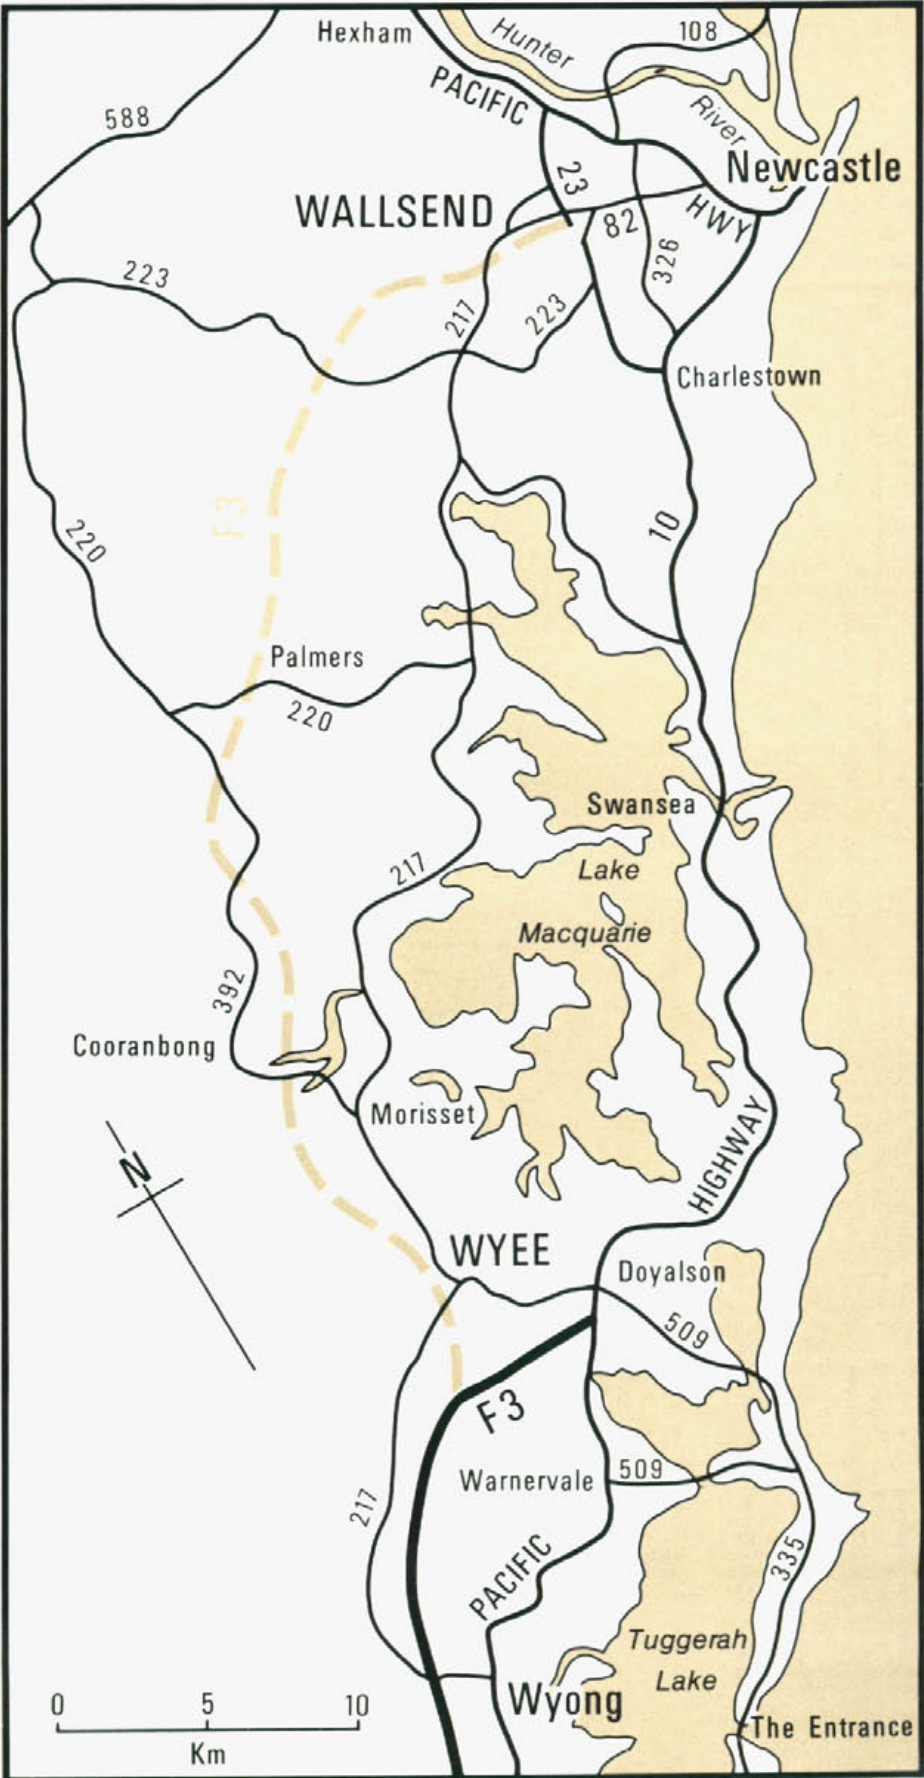 Hexham
Hunter
108
PACIFIC
588
River
Newcastle
23
WALLSEND
HWY
82
326
223
217
223
Charlestown
F3
10
220
Palmers
220
Swansea
217
Lake
Macquarie
392
Cooranbong
Morisset
HIGHWAY
N
WYEE
Doyalson
509
F3
509
Warnervale
217
PACIFIC
335
Tuggerah
Lake
0 5 10
Km
Wyong
The Entrance